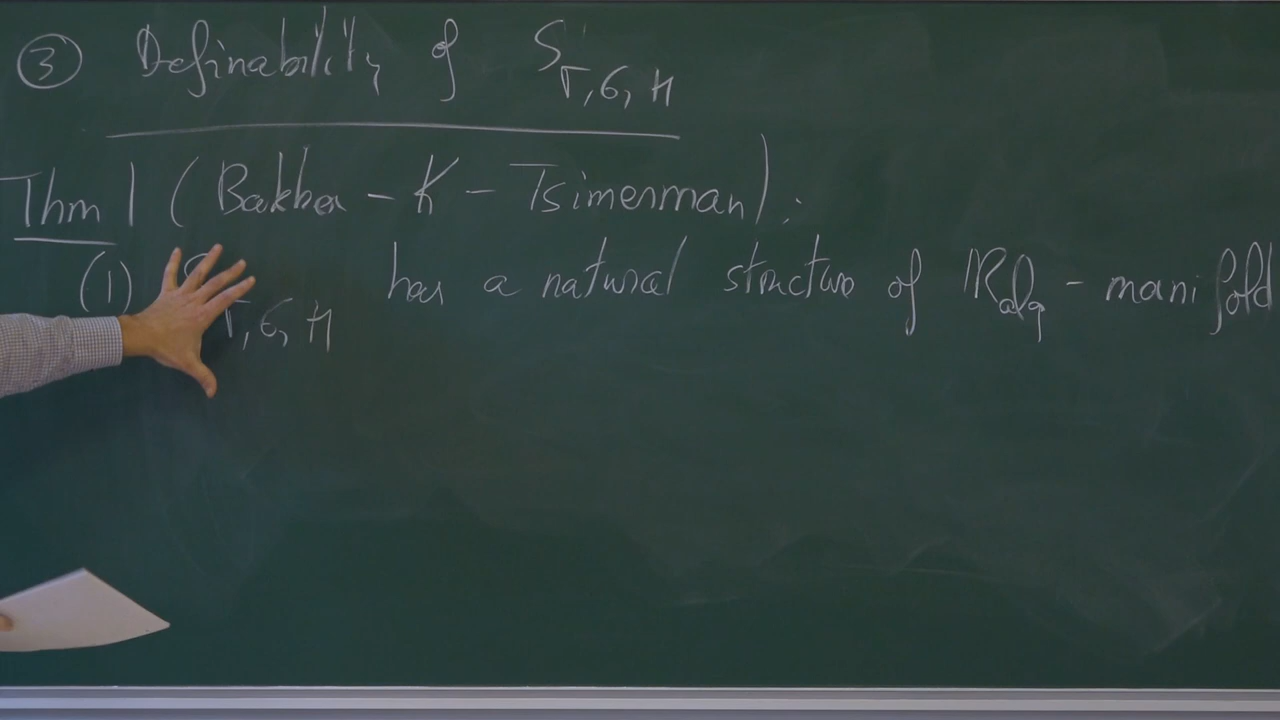 ③ Definability of S_{Γ,G,H}
Thm 1 (Bakker - K - Tsimerman):
(1) S_{Γ,G,H} has a natural structure of ℝ_alg - manifold